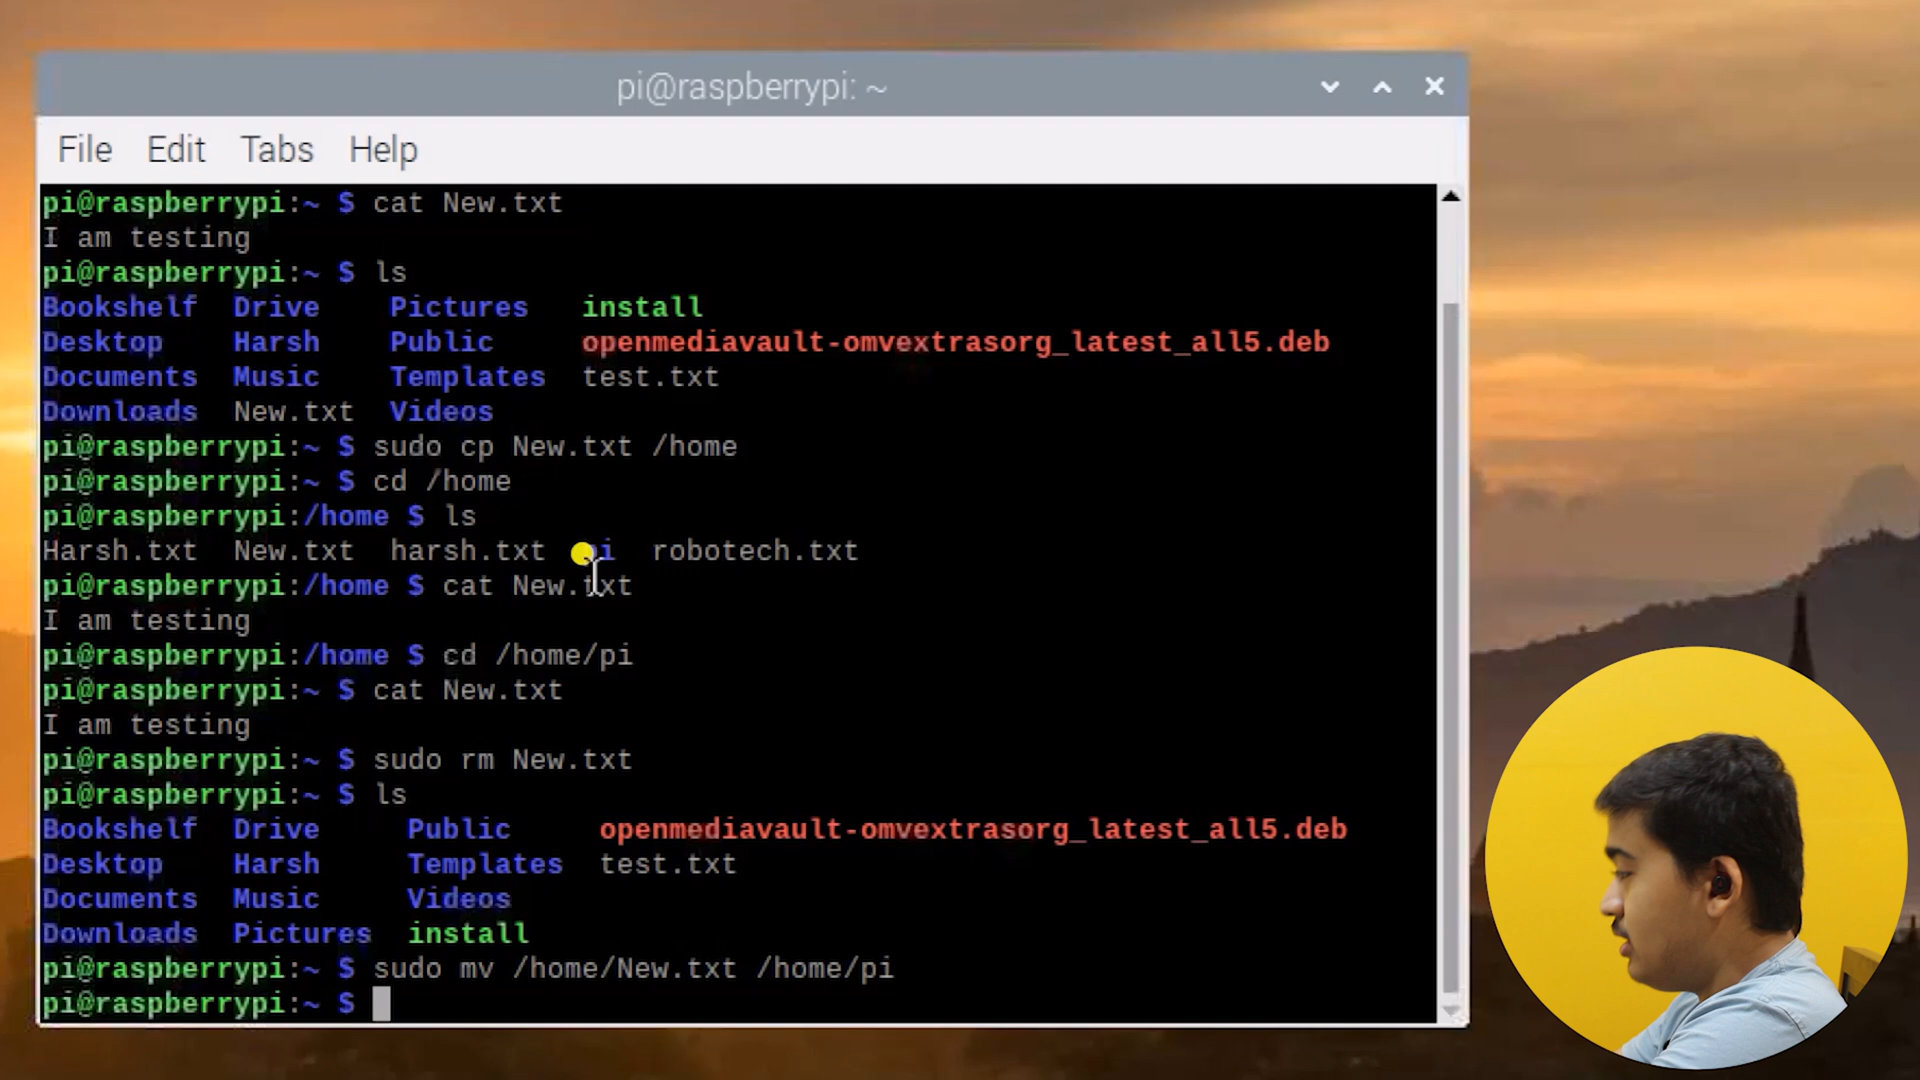 pi@raspberrypi: ~
File Edit Tabs Help
pi@raspberrypi:~ $ cat New.txt
I am testing
pi@raspberrypi:~ $ ls
Bookshelf Drive Pictures install
Desktop Harsh Public openmediavault-omvextrasorg_latest_all5.deb
Documents Music Templates test.txt
Downloads New.txt Videos
pi@raspberrypi:~ $ sudo cp New.txt /home
pi@raspberrypi:~ $ cd /home
pi@raspberrypi:/home $ ls
Harsh.txt New.txt harsh.txt pi robotech.txt
pi@raspberrypi:/home $ cat New.txt
I am testing
pi@raspberrypi:/home $ cd /home/pi
pi@raspberrypi:~ $ cat New.txt
I am testing
pi@raspberrypi:~ $ sudo rm New.txt
pi@raspberrypi:~ $ ls
Bookshelf Drive Public openmediavault-omvextrasorg_latest_all5.deb
Desktop Harsh Templates test.txt
Documents Music Videos
Downloads Pictures install
pi@raspberrypi:~ $ sudo mv /home/New.txt /home/pi
pi@raspberrypi:~ $